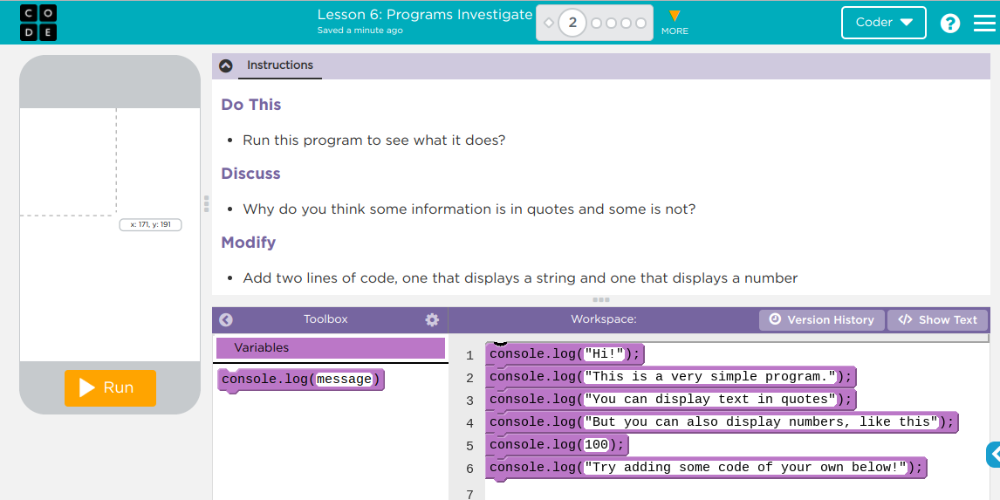 CODE
Lesson 6: Programs Investigate
Saved a minute ago
2
MORE
Coder
?
Instructions
Do This
• Run this program to see what it does?
Discuss
• Why do you think some information is in quotes and some is not?
Modify
• Add two lines of code, one that displays a string and one that displays a number
x: 171, y: 191
Run
Toolbox
Workspace:
Version History
</> Show Text
Variables
console.log(message)
1 console.log("Hi!");
2 console.log("This is a very simple program.");
3 console.log("You can display text in quotes");
4 console.log("But you can also display numbers, like this");
5 console.log(100);
6 console.log("Try adding some code of your own below!");
7